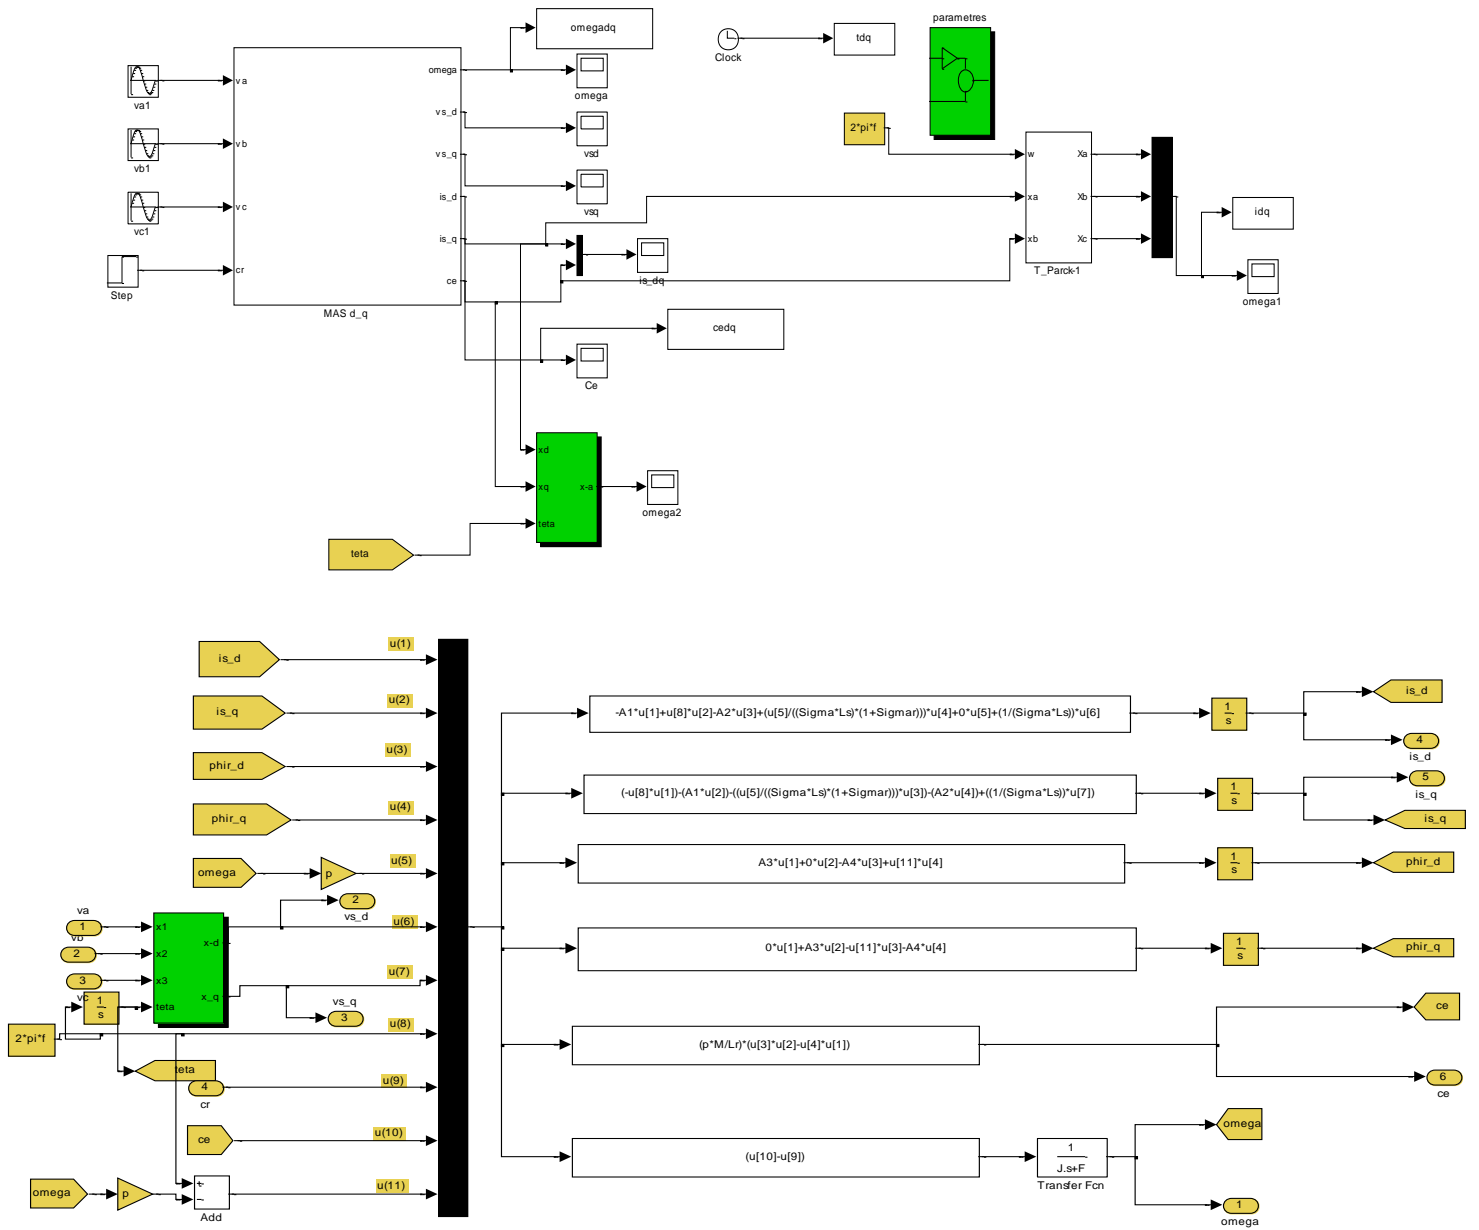 omegadq
parametres
tdq
Clock
va
vb
vc
cr
omega
vs_d
vs_q
is_d
is_q
ce
MAS d_q
va1
vb1
vc1
Step
omega
vsd
vsq
is_dq
cedq
Ce
2*pi*f
w
xa
xb
Xa
Xb
Xc
T_Parck-1
idq
omega1
xd
xq
teta
x-a
omega2
teta
is_d
u(1)
is_q
u(2)
phir_d
u(3)
phir_q
u(4)
omega
p
u(5)
va
1
vb
2
3
vc
x1
x2
x3
teta
x-d
x_q
2
vs_d
u(6)
u(7)
vs_q
3
1
s
2*pi*f
u(8)
teta
4
cr
u(9)
ce
u(10)
omega
p
+
−
Add
u(11)
-A1*u[1]+u[8]*u[2]-A2*u[3]+(u[5]/((Sigma*Ls)*(1+Sigmar)))*u[4]+0*u[5]+(1/(Sigma*Ls))*u[6]
1
s
is_d
4
is_d
(-u[8]*u[1])-(A1*u[2])-((u[5]/((Sigma*Ls)*(1+Sigmar)))*u[3])-(A2*u[4])+((1/(Sigma*Ls))*u[7])
1
s
5
is_q
is_q
A3*u[1]+0*u[2]-A4*u[3]+u[11]*u[4]
1
s
phir_d
0*u[1]+A3*u[2]-u[11]*u[3]-A4*u[4]
1
s
phir_q
(p*M/Lr)*(u[3]*u[2]-u[4]*u[1])
ce
6
ce
(u[10]-u[9])
1
J.s+F
Transfer Fcn
omega
1
omega